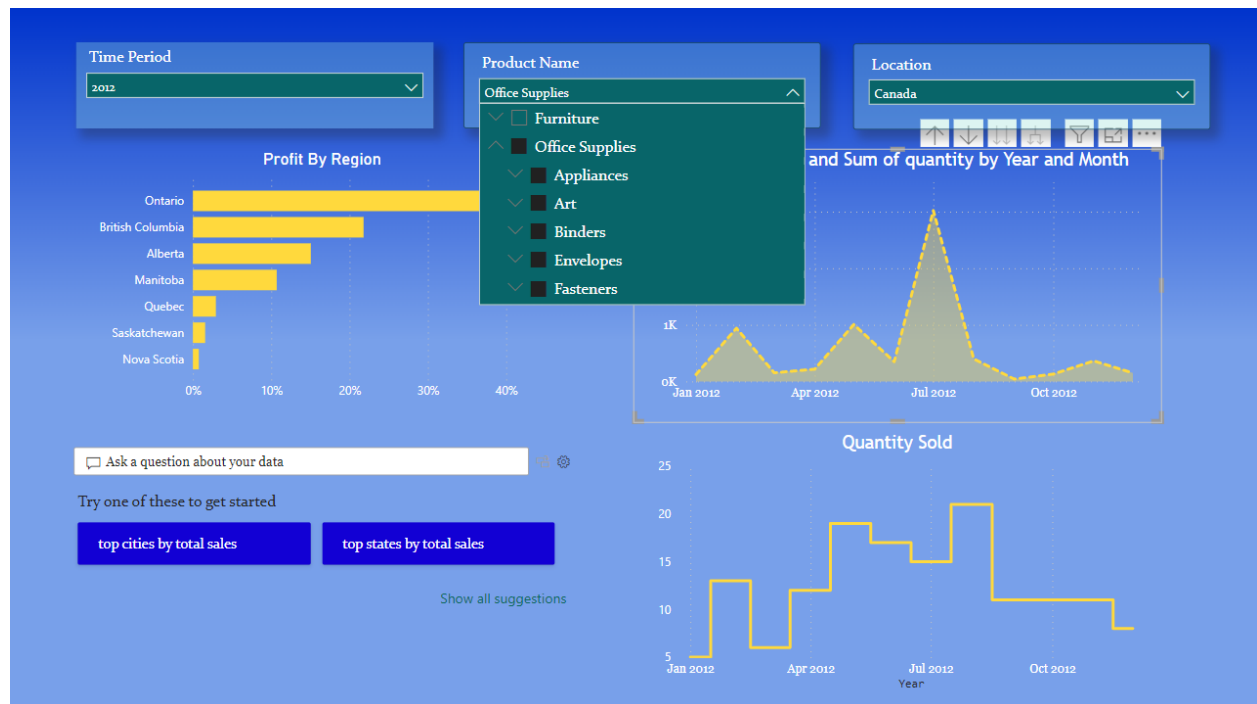 Time Period
2012
Product Name
Office Supplies
Furniture
Office Supplies
Appliances
Art
Binders
Envelopes
Fasteners
Location
Canada
Profit By Region
Ontario
British Columbia
Alberta
Manitoba
Quebec
Saskatchewan
Nova Scotia
0% 10% 20% 30% 40%
and Sum of quantity by Year and Month
1K
0K
Jan 2012 Apr 2012 Jul 2012 Oct 2012
Ask a question about your data
Try one of these to get started
top cities by total sales
top states by total sales
Show all suggestions
Quantity Sold
25
20
15
10
5
Jan 2012 Apr 2012 Jul 2012 Oct 2012
Year